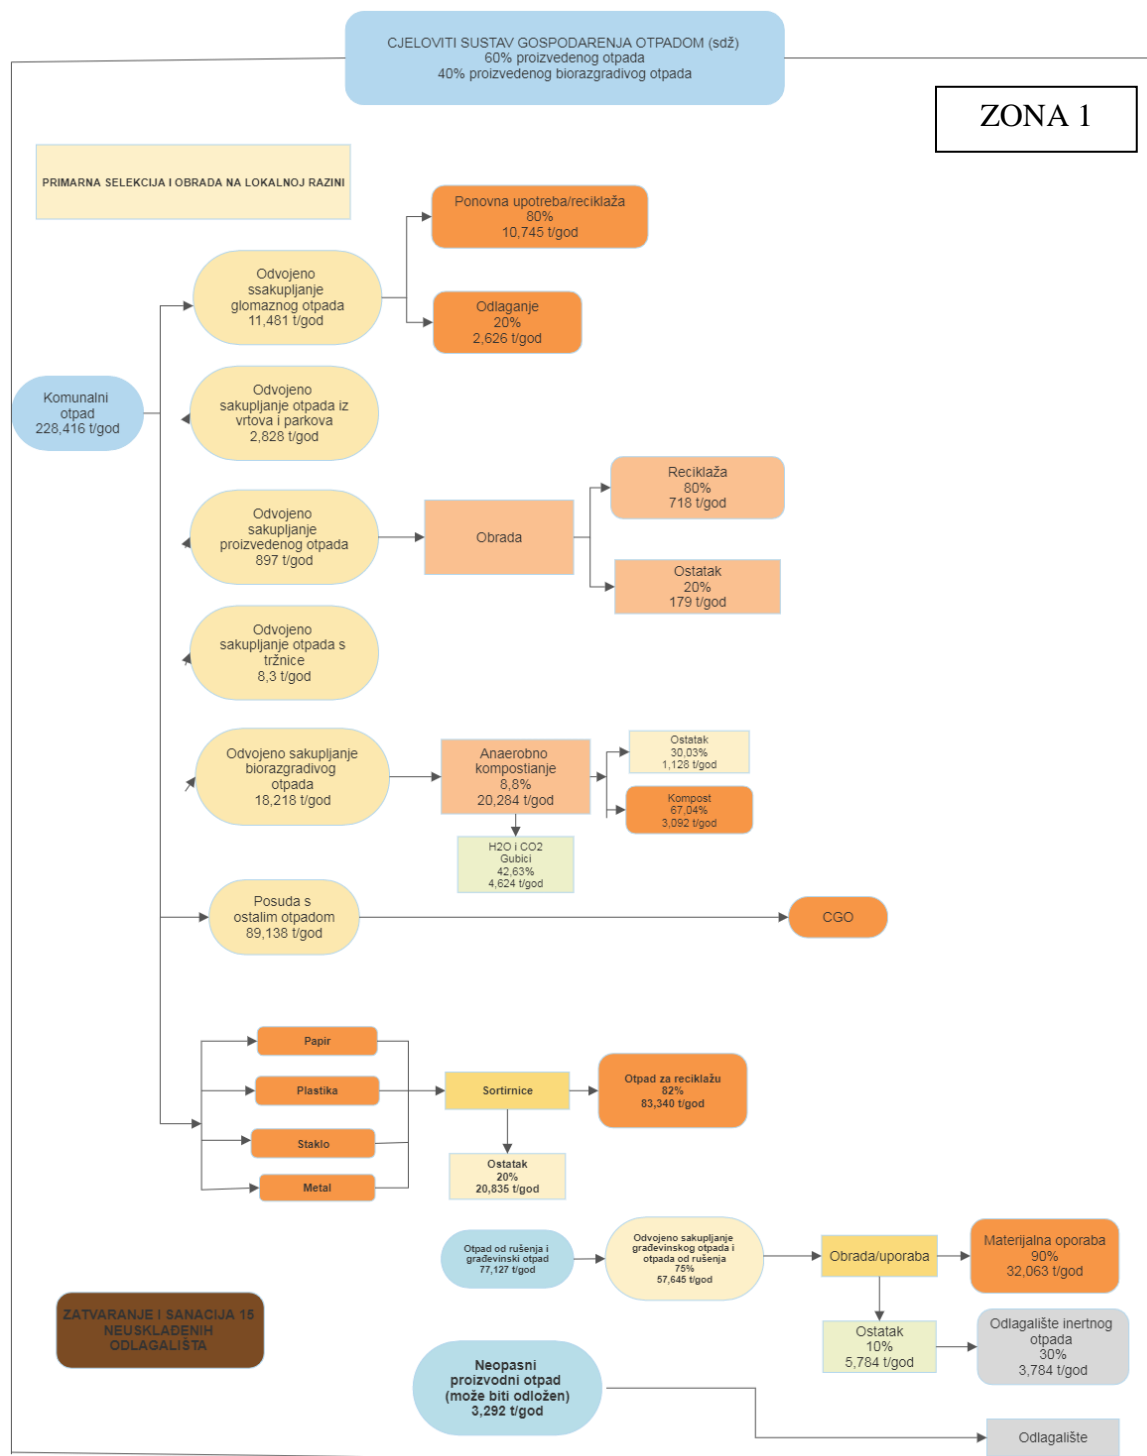 CJELOVITI SUSTAV GOSPODARENJA OTPADOM (sdž)
60% proizvedenog otpada
40% proizvedenog biorazgradivog otpada
ZONA 1
PRIMARNA SELEKCIJA I OBRADA NA LOKALNOJ RAZINI
Ponovna upotreba/reciklaža
80%
10,745 t/god
Odvojeno
ssakupljanje
glomaznog otpada
11,481 t/god
Odlaganje
20%
2,626 t/god
Komunalni
otpad
228,416 t/god
Odvojeno
sakupljanje otpada iz
vrtova i parkova
2,828 t/god
Odvojeno
sakupljanje
proizvedenog otpada
897 t/god
Obrada
Reciklaža
80%
718 t/god
Ostatak
20%
179 t/god
Odvojeno
sakupljanje otpada s
tržnice
8,3 t/god
Odvojeno sakupljanje
biorazgradivog
otpada
18,218 t/god
Anaerobno
kompostianje
8,8%
20,284 t/god
Ostatak
30,03%
1,128 t/god
Kompost
67,04%
3,092 t/god
H2O i CO2
Gubici
42,63%
4,624 t/god
Posuda s
ostalim otpadom
89,138 t/god
CGO
Papir
Plastika
Staklo
Metal
Sortirnice
Otpad za reciklažu
82%
83,340 t/god
Ostatak
20%
20,835 t/god
Otpad od rušenja i
građevinski otpad
77,127 t/god
Odvojeno sakupljanje
građevinskog otpada i
otpada od rušenja
75%
57,645 t/god
Obrada/uporaba
Materijalna oporaba
90%
32,063 t/god
Ostatak
10%
5,784 t/god
Odlagalište inertnog
otpada
30%
3,784 t/god
ZATVARANJE I SANACIJA 15
NEUSKLAĐENIH
ODLAGALIŠTA
Neopasni
proizvodni otpad
(može biti odložen)
3,292 t/god
Odlagalište